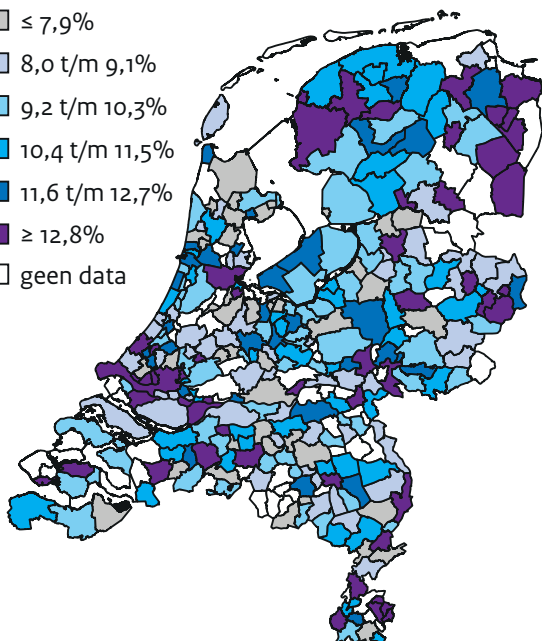 ≤ 7,9%
8,0 t/m 9,1%
9,2 t/m 10,3%
10,4 t/m 11,5%
11,6 t/m 12,7%
≥ 12,8%
geen data